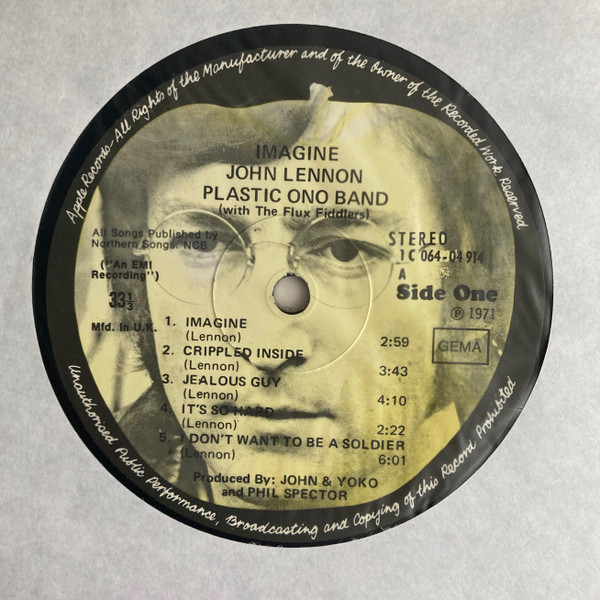 Apple Records-All Rights of the Manufacturer and of the Owner of the Recorded Work Reserved
IMAGINE
JOHN LENNON
PLASTIC ONO BAND
(with The Flux Fiddlers)
All Songs Published by
Northern Songs. NCB
("An EMI
Recording")
33⅓
Mfd. In U.K.
STEREO
1C 064-04 914
A
Side One
℗ 1971
GEMA
1. IMAGINE
(Lennon) 2:59
2. CRIPPLED INSIDE
(Lennon) 3:43
3. JEALOUS GUY
(Lennon) 4:10
4. IT'S SO HARD
(Lennon) 2:22
5. I DON'T WANT TO BE A SOLDIER
(Lennon) 6:01
Produced By: JOHN & YOKO
and PHIL SPECTOR
Unauthorised Public Performance, Broadcasting and Copying of this Record Prohibited